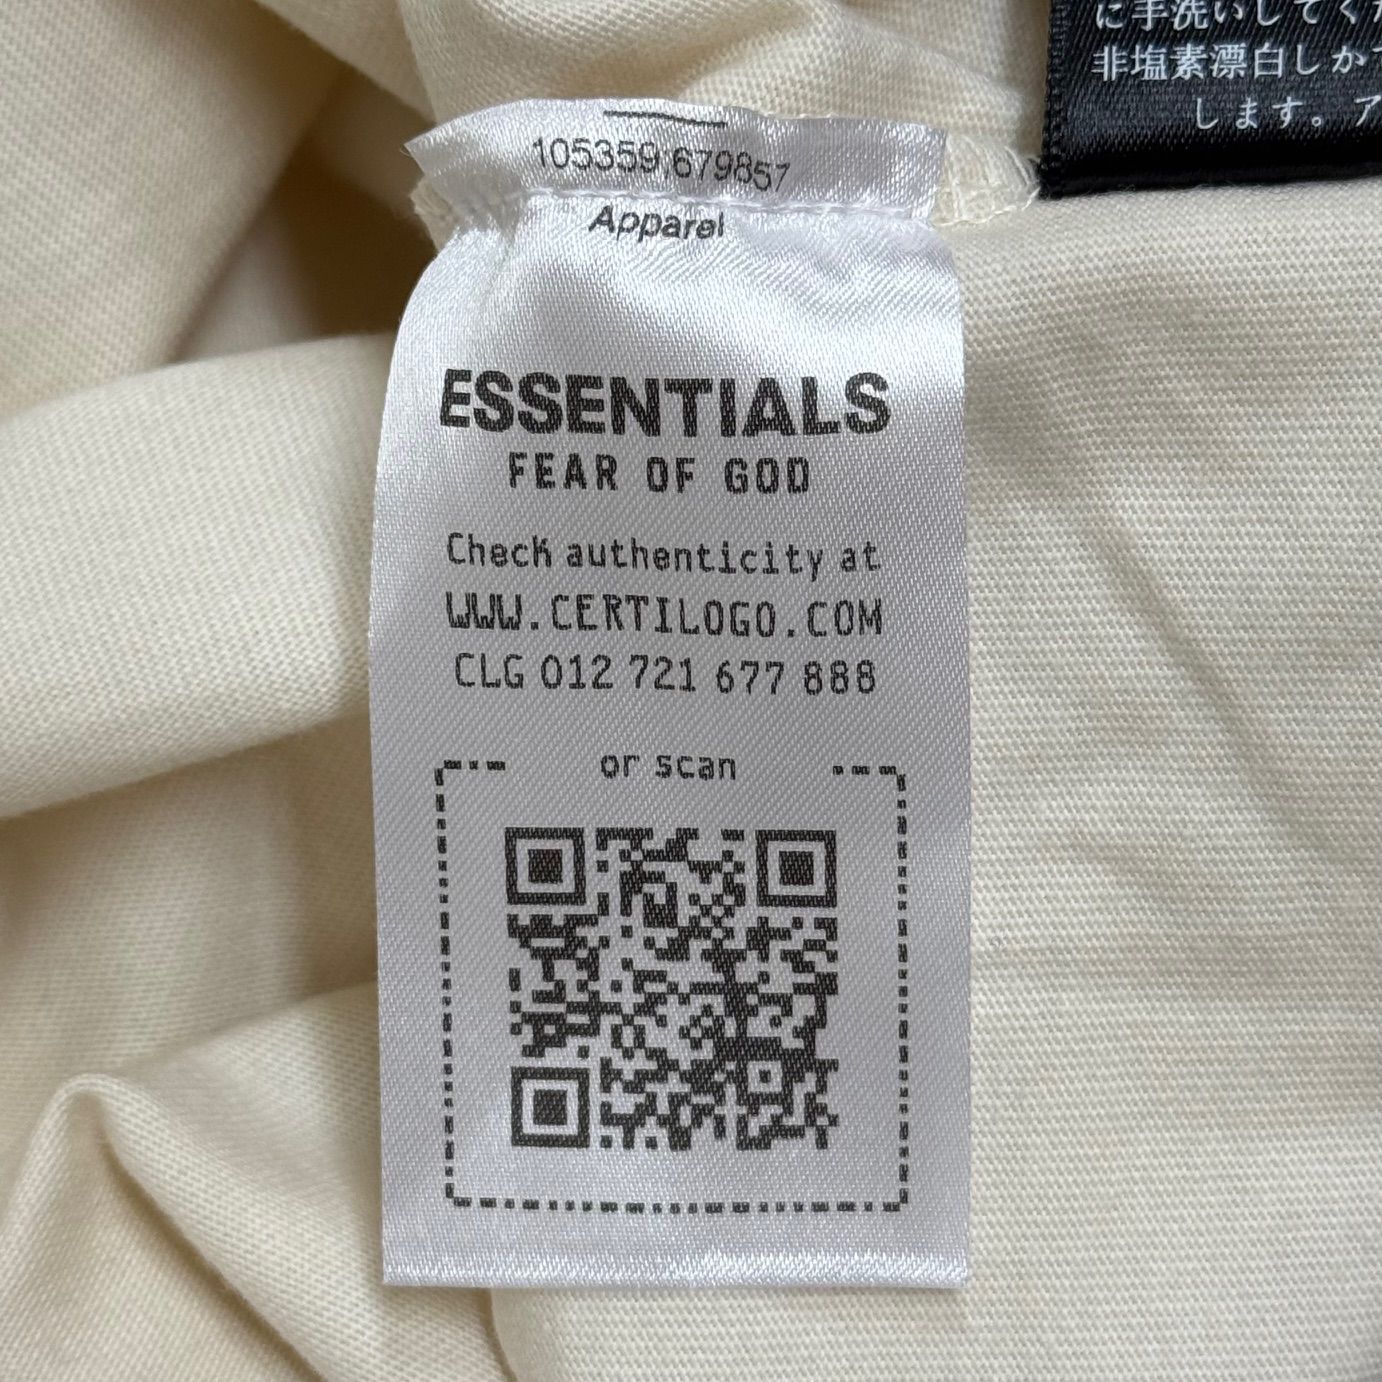 に手洗いしてくだ
非塩素漂白しか
します。ア
105359;679857
Apparel
ESSENTIALS
FEAR OF GOD
Check authenticity at
WWW.CERTILOGO.COM
CLG 012 721 677 888
or scan